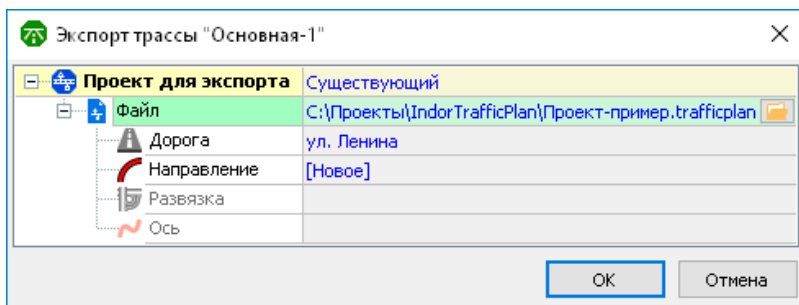 Экспорт трассы "Основная-1"
Проект для экспорта Существующий
Файл C:\Проекты\IndorTrafficPlan\Проект-пример.trafficplan
Дорога ул. Ленина
Направление [Новое]
Развязка
Ось
ОК Отмена